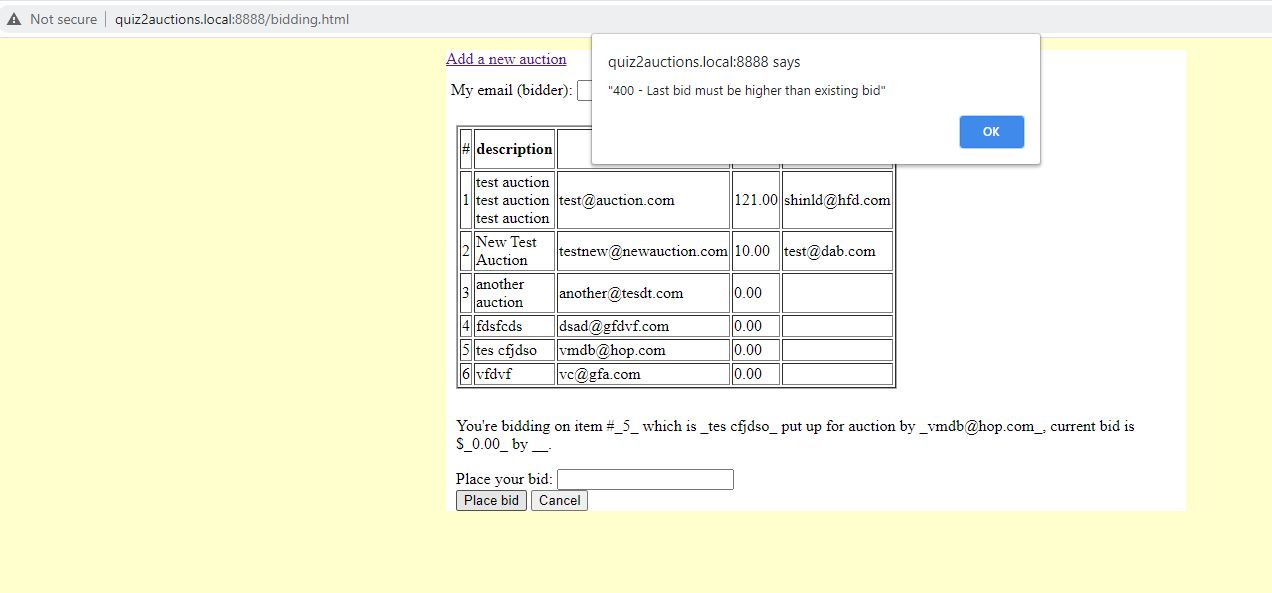 Not secure | quiz2auctions.local:8888/bidding.html
quiz2auctions.local:8888 says
"400 - Last bid must be higher than existing bid"
OK
Add a new auction
My email (bidder):
# description
1 test auction test@auction.com 121.00 shinld@hfd.com
test auction
test auction
2 New Test testnew@newauction.com 10.00 test@dab.com
Auction
3 another another@tesdt.com 0.00
auction
4 fdsfcds dsad@gfdvf.com 0.00
5 tes cfjdso vmdb@hop.com 0.00
6 vfdvf vc@gfa.com 0.00
You're bidding on item #_5_ which is _tes cfjdso_ put up for auction by _vmdb@hop.com_, current bid is
$_0.00_ by __.
Place your bid:
Place bid Cancel